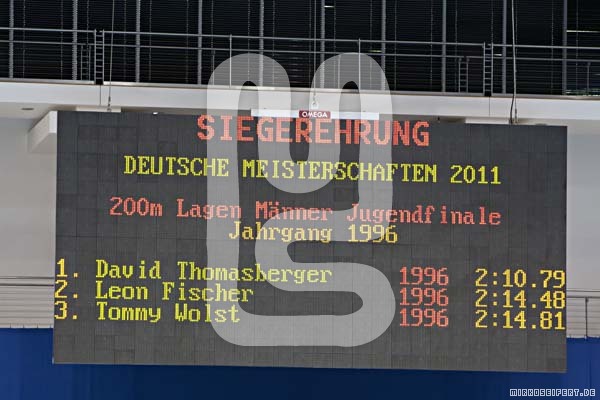 OMEGA
SIEGEREHRUNG
DEUTSCHE MEISTERSCHAFTEN 2011
200m Lagen Männer Jugendfinale
Jahrgang 1996
1. David Thomasberger 1996 2:10.79
2. Leon Fischer 1996 2:14.48
3. Tommy Wolst 1996 2:14.81
MIRKOSEIFERT.DE